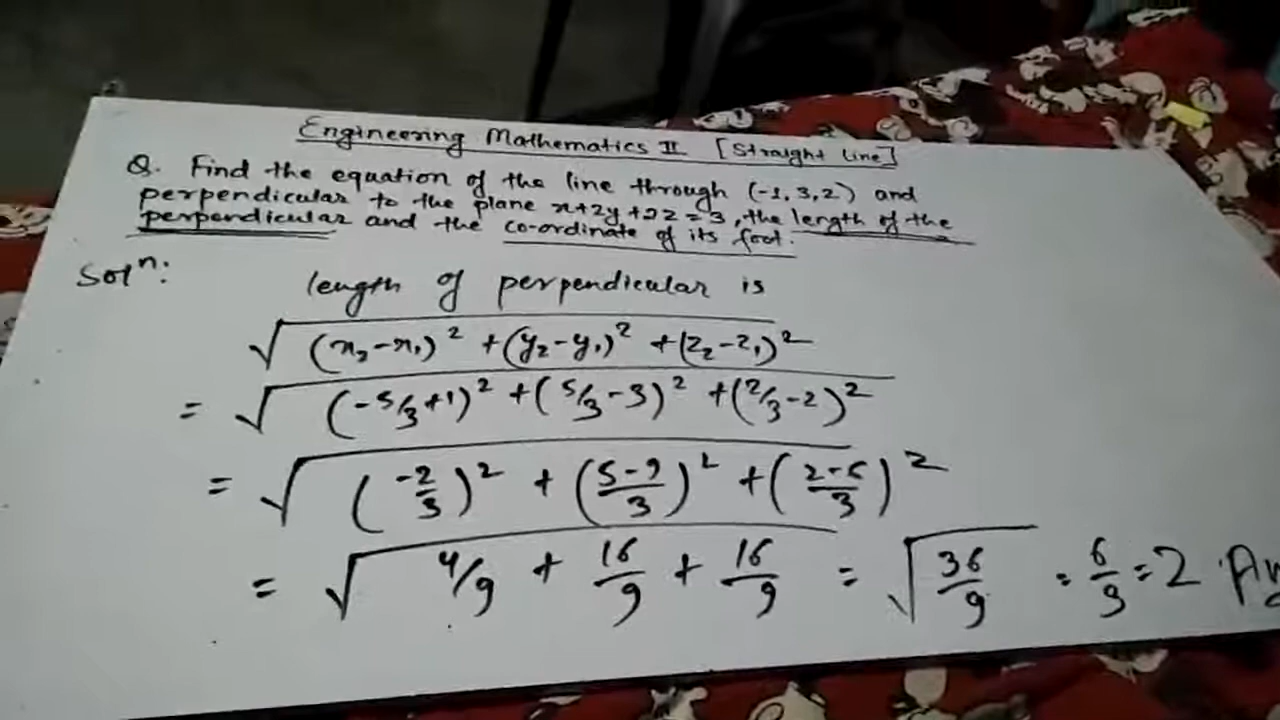 Engineering Mathematics II [Straight Line]
Q. Find the equation of the line through (-1,3,2) and
perpendicular to the plane x+2y+2z=3, the length of the
perpendicular and the co-ordinate of its foot.
Solⁿ: length of perpendicular is
√(x₂-x₁)² +(y₂-y₁)² +(z₂-z₁)²
= √(-5/3+1)² +(5/3-3)² +(2/3-2)²
= √(-2/3)² + (5-9/3)² +(2-6/3)²
= √4/9 + 16/9 + 16/9 = √36/9 = 6/3 = 2